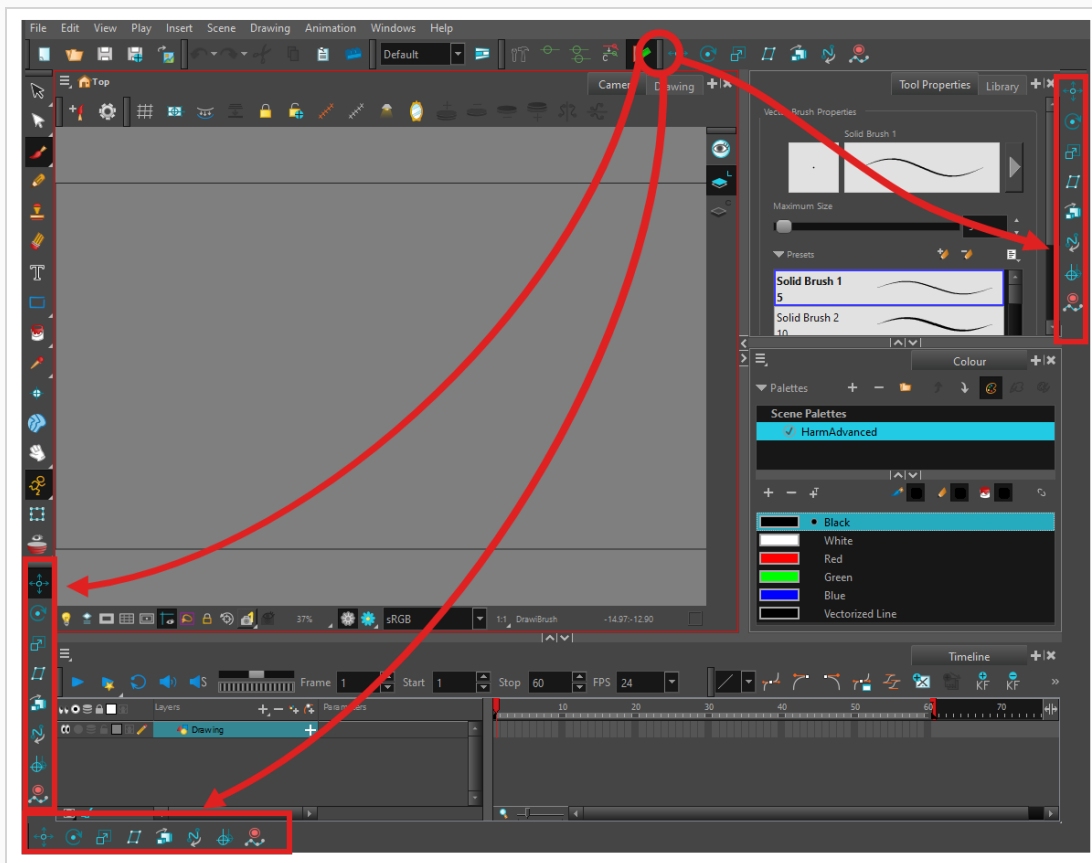 File Edit View Play Insert Scene Drawing Animation Windows Help
Default
Top
Camera Drawing
Tool Properties Library
Vector Brush Properties
Solid Brush 1
Maximum Size
Presets
Solid Brush 1
5
Solid Brush 2
10
Colour
Palettes
Scene Palettes
HarmAdvanced
Black
White
Red
Green
Blue
Vectorized Line
37% sRGB 1:1 DrawiBrush -14.97:-12.90
Timeline
Frame 1 Start 1 Stop 60 FPS 24
KF KF
Layers Parameters
10 20 30 40 50 60 70
Drawing